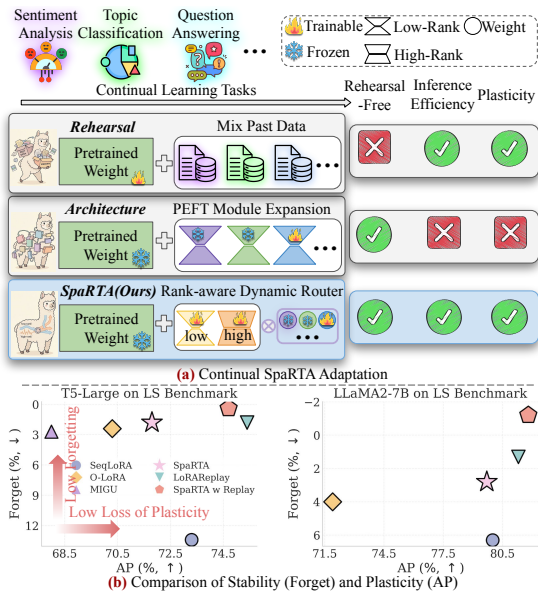 Sentiment Analysis
Topic Classification
Question Answering
...
Trainable
Low-Rank
Weight
Frozen
High-Rank
Continual Learning Tasks
Rehearsal -Free
Inference Efficiency
Plasticity
Rehearsal
Mix Past Data
Pretrained Weight
...
Architecture
PEFT Module Expansion
Pretrained Weight
...
SpaRTA(Ours) Rank-aware Dynamic Router
Pretrained Weight
low
high
...
(a) Continual SpaRTA Adaptation
T5-Large on LS Benchmark
Forget (%, ↓)
0
3
6
9
12
Low Forgetting
Low Loss of Plasticity
SeqLoRA
O-LoRA
MIGU
SpaRTA
LoRAReplay
SpaRTA w Replay
68.5
70.5
72.5
74.5
AP (%, ↑)
LLaMA2-7B on LS Benchmark
Forget (%, ↓)
−2
0
2
4
6
71.5
74.5
77.5
80.5
AP (%, ↑)
(b) Comparison of Stability (Forget) and Plasticity (AP)